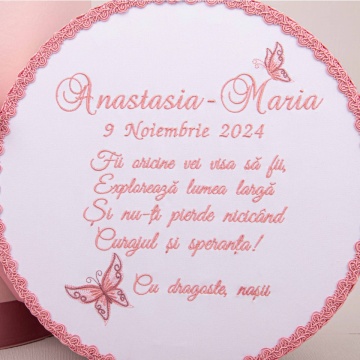 Anastasia-Maria
9 Noiembrie 2024
Fii oricine vei visa să fii,
Explorează lumea largă
Și nu-ți pierde nicicând
Curajul și speranța!
Cu dragoste, nașii